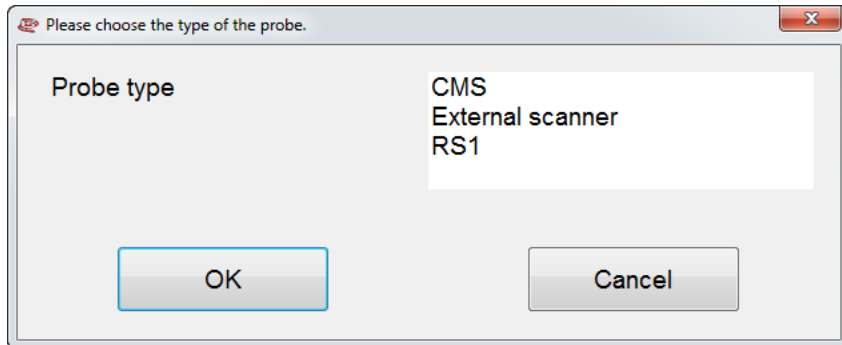 Please choose the type of the probe.
Probe type
CMS
External scanner
RS1
OK
Cancel